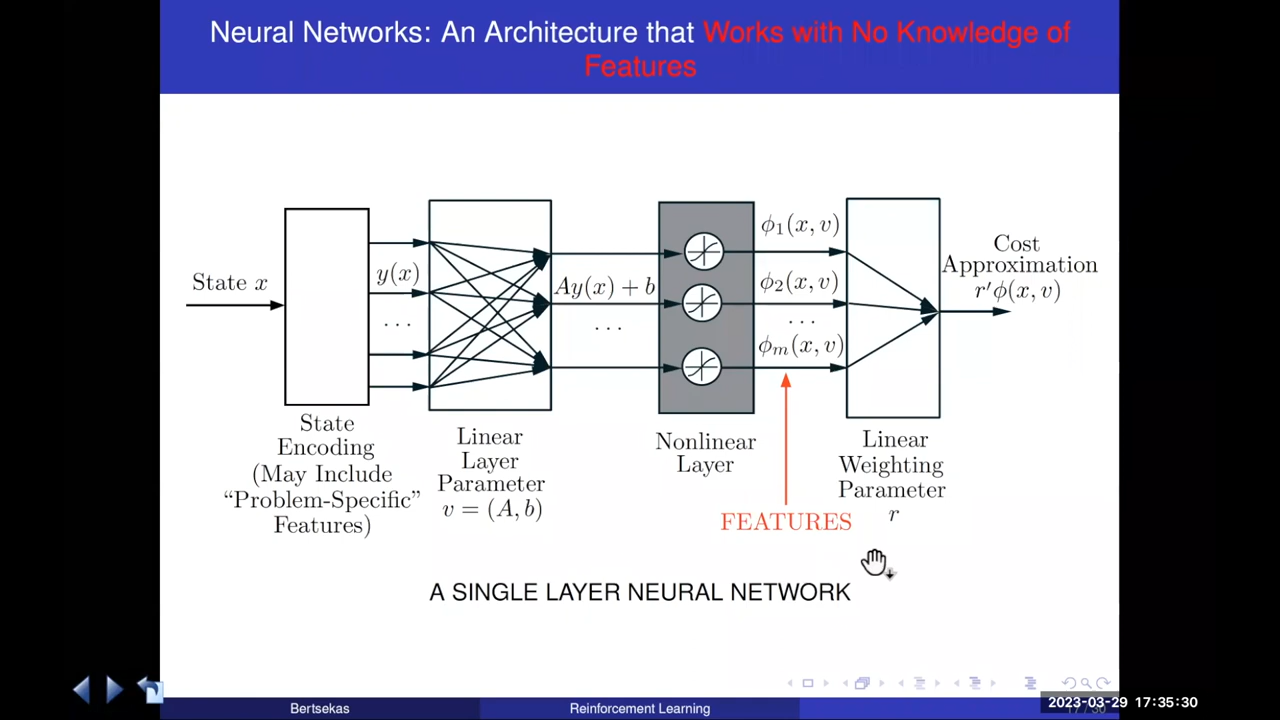 Neural Networks: An Architecture that Works with No Knowledge of
Features
State x
y(x)
. . .
Ay(x) + b
. . .
ϕ₁(x, v)
ϕ₂(x, v)
. . .
ϕₘ(x, v)
Cost
Approximation
r′ϕ(x, v)
State
Encoding
(May Include
“Problem-Specific”
Features)
Linear
Layer
Parameter
v = (A, b)
Nonlinear
Layer
FEATURES
Linear
Weighting
Parameter
r
A SINGLE LAYER NEURAL NETWORK
Bertsekas
Reinforcement Learning
2023-03-29 17:35:30